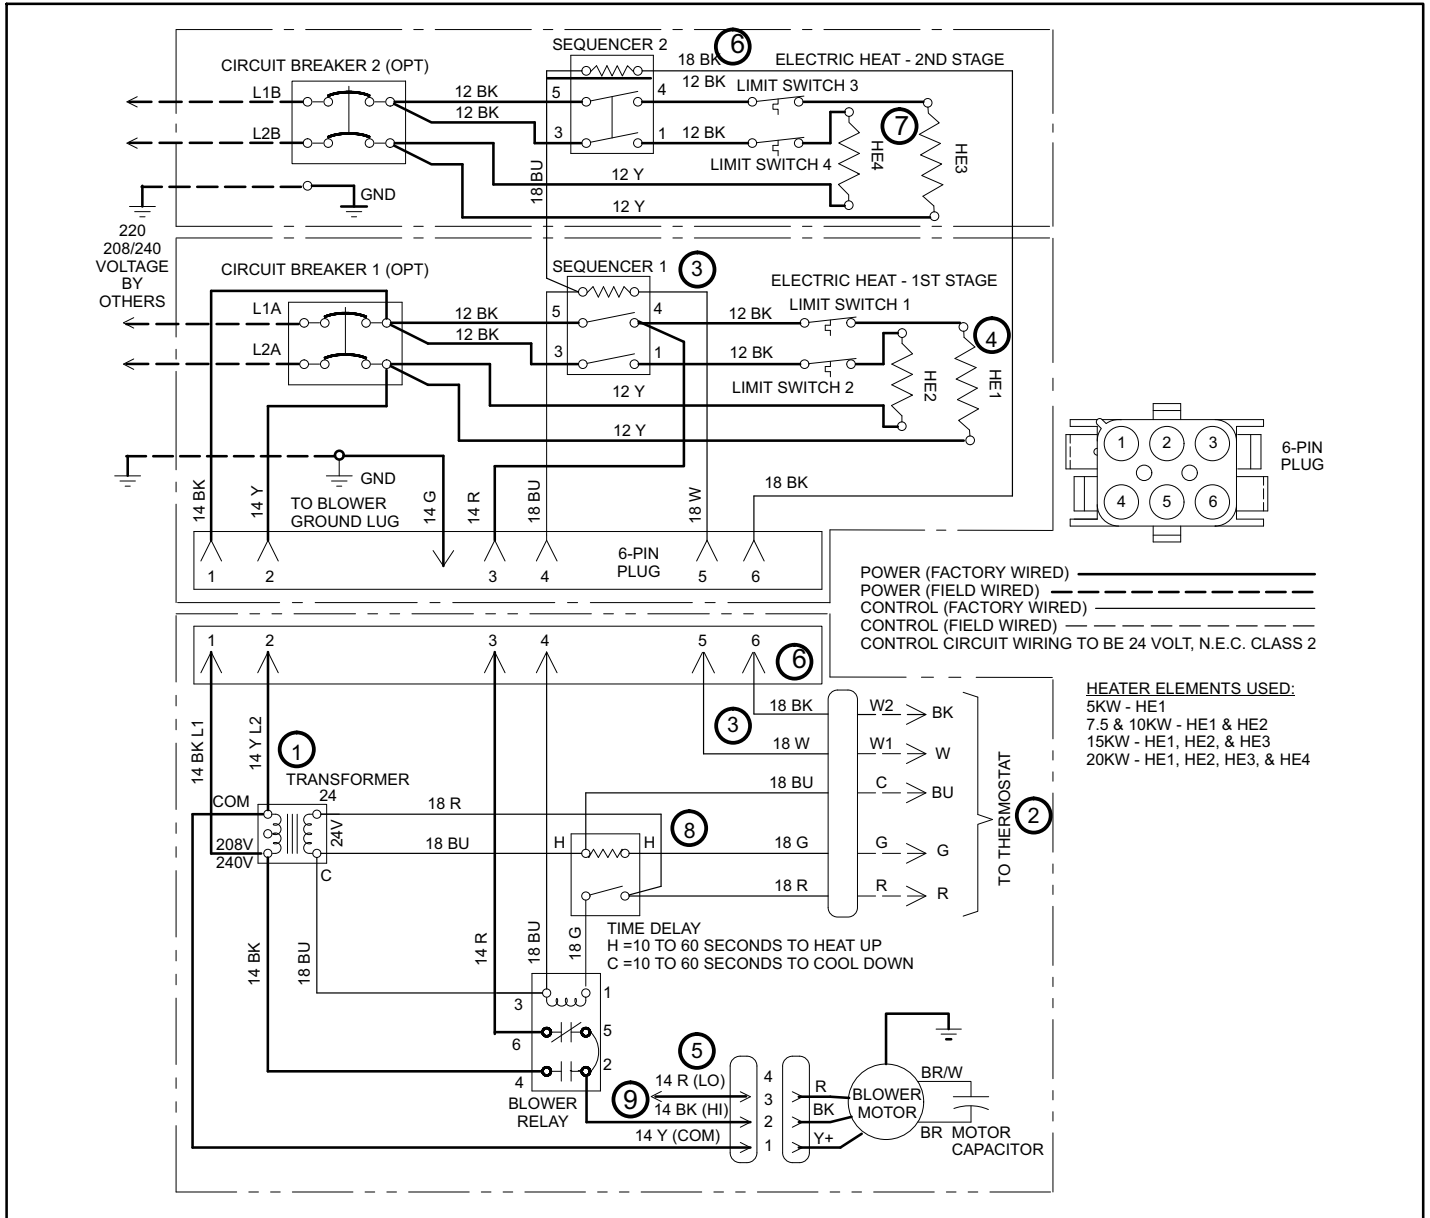 SEQUENCER 2
6
18 BK
ELECTRIC HEAT - 2ND STAGE
CIRCUIT BREAKER 2 (OPT)
12 BK
LIMIT SWITCH 3
L1B
12 BK
5
4
12 BK
7
L2B
3
1
12 BK
LIMIT SWITCH 4
HE4
HE3
18 BU
12 Y
GND
12 Y
220
208/240
VOLTAGE
BY
OTHERS
CIRCUIT BREAKER 1 (OPT)
SEQUENCER 1
3
ELECTRIC HEAT - 1ST STAGE
LIMIT SWITCH 1
L1A
12 BK
5
4
12 BK
12 BK
4
L2A
3
1
12 BK
LIMIT SWITCH 2
HE2
HE1
12 Y
12 Y
GND
TO BLOWER
GROUND LUG
14 BK
14 Y
14 G
14 R
18 BU
18 W
18 BK
6-PIN
PLUG
1
2
3
4
5
6
1
2
3
4
5
6
6-PIN
PLUG
POWER (FACTORY WIRED)
POWER (FIELD WIRED)
CONTROL (FACTORY WIRED)
CONTROL (FIELD WIRED)
CONTROL CIRCUIT WIRING TO BE 24 VOLT, N.E.C. CLASS 2
HEATER ELEMENTS USED:
5KW - HE1
7.5 & 10KW - HE1 & HE2
15KW - HE1, HE2, & HE3
20KW - HE1, HE2, HE3, & HE4
1
2
3
4
5
6
6
14 BK L1
14 Y L2
1
3
18 BK
W2
BK
18 W
W1
W
18 BU
C
BU
TRANSFORMER
COM
24
24V
18 R
208V
240V
C
18 BU
H
H
8
18 G
G
G
18 R
R
R
TO THERMOSTAT
2
TIME DELAY
H =10 TO 60 SECONDS TO HEAT UP
C =10 TO 60 SECONDS TO COOL DOWN
14 BK
18 BU
14 R
18 BU
18 G
3
1
6
5
4
2
BLOWER
RELAY
5
9
14 R (LO)
14 BK (HI)
14 Y (COM)
4
3
2
1
R
BK
Y+
BLOWER
MOTOR
BR/W
BR
MOTOR
CAPACITOR